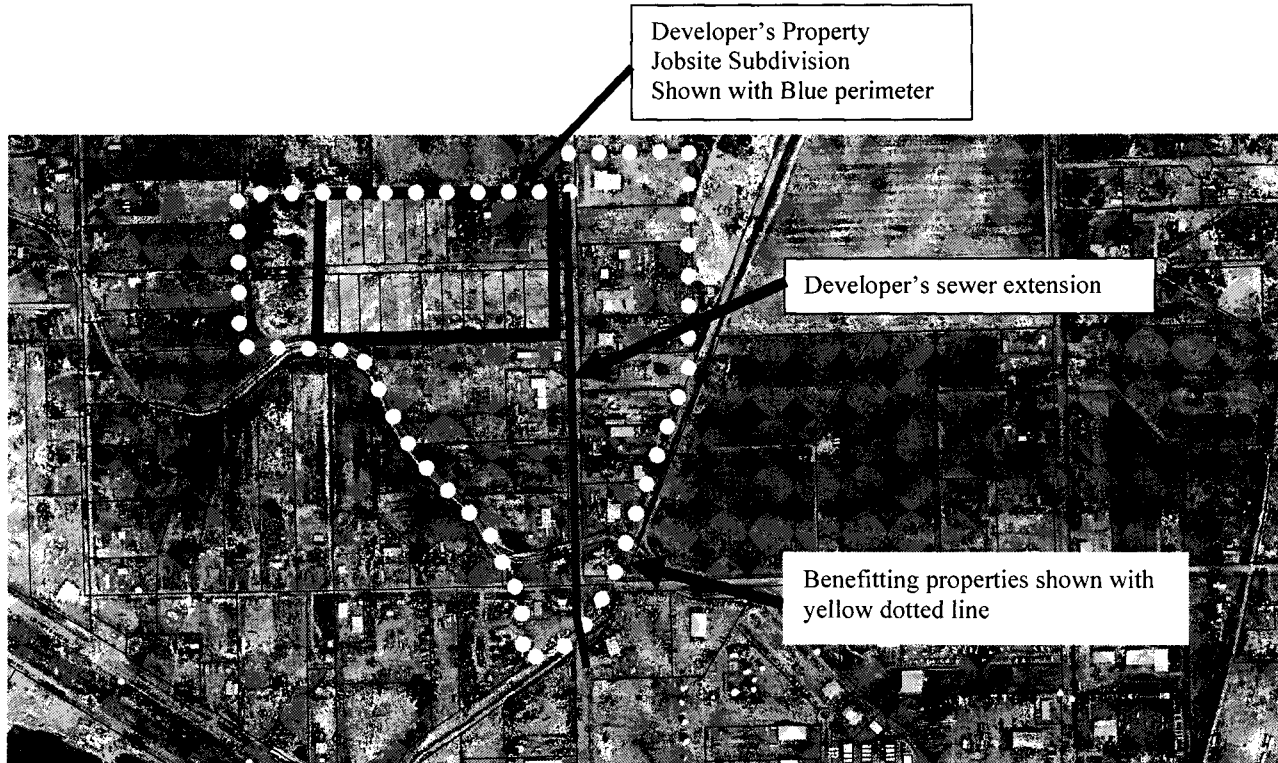 Developer's Property
Jobsite Subdivision
Shown with Blue perimeter
Developer's sewer extension
Benefitting properties shown with
yellow dotted line